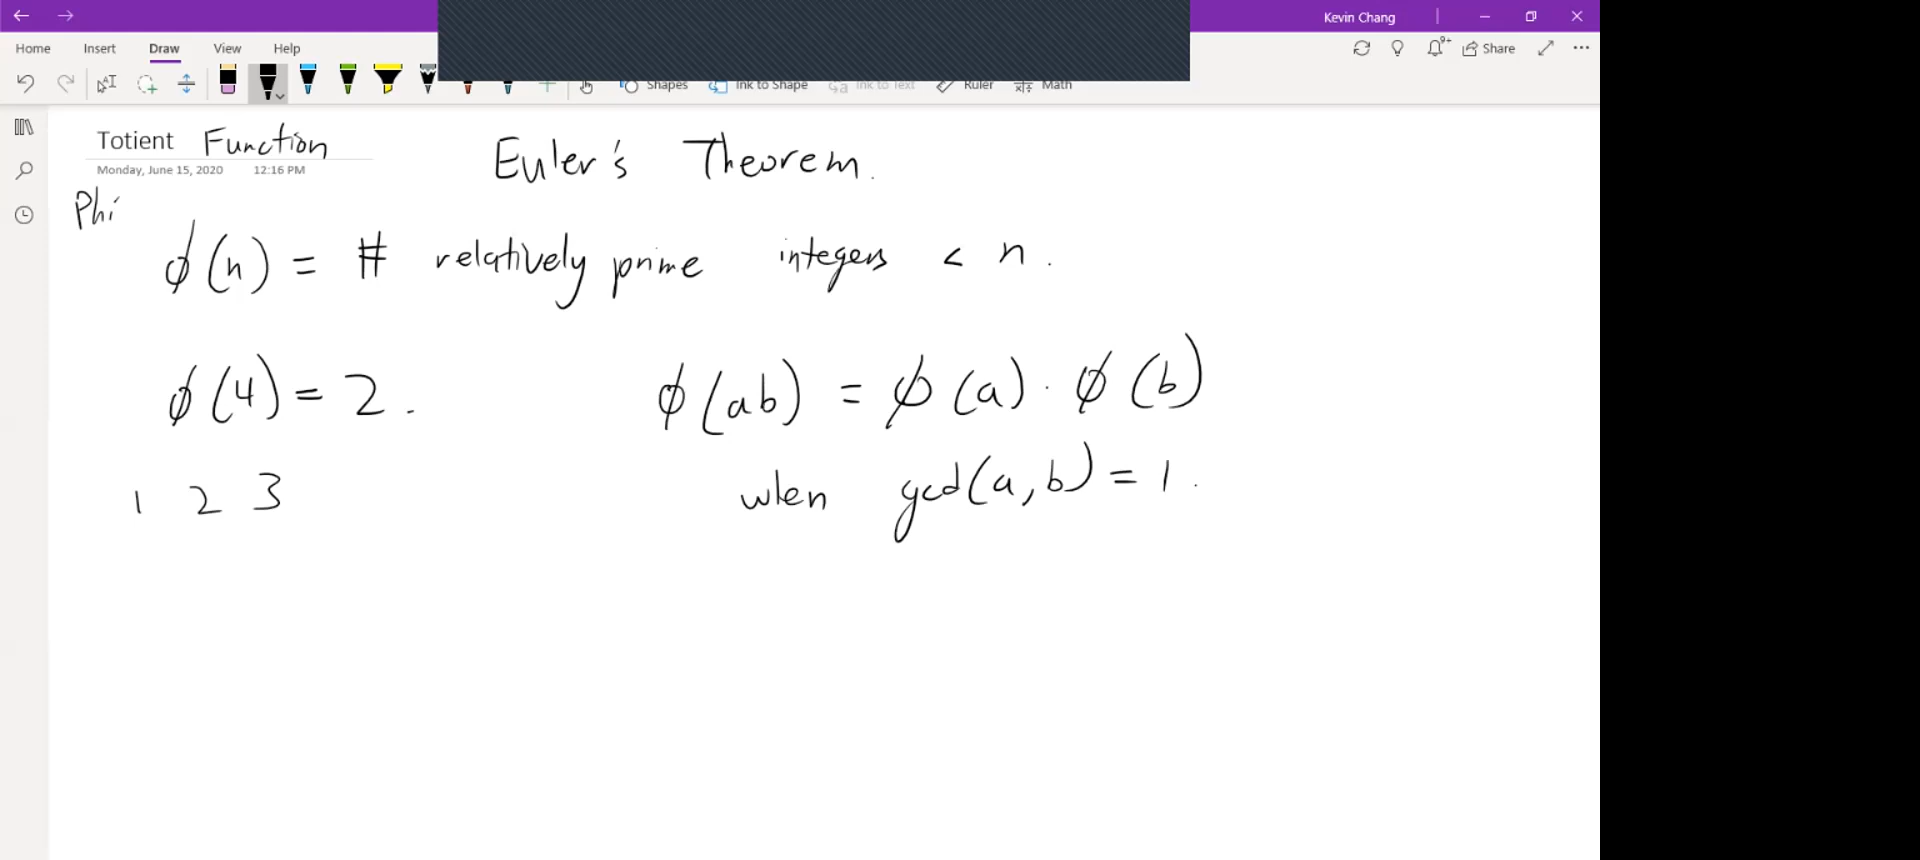 Kevin Chang
Home Insert Draw View Help
9+ Share
Shapes Ink to Shape Ink to Text Ruler Math
Totient Function
Euler's Theorem.
Monday, June 15, 2020 12:16 PM
Phi
φ(n) = # relatively prime integers < n.
φ(4) = 2.
φ(ab) = φ(a) · φ(b)
1 2 3
when gcd(a,b) = 1.